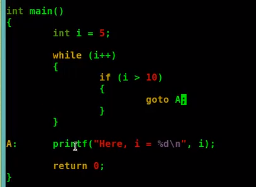 int main()
{
        int i = 5;

        while (i++)
        {
                if (i > 10)
                {
                        goto A;
                }
        }

A:      printf("Here, i = %d\n", i);

        return 0;
}